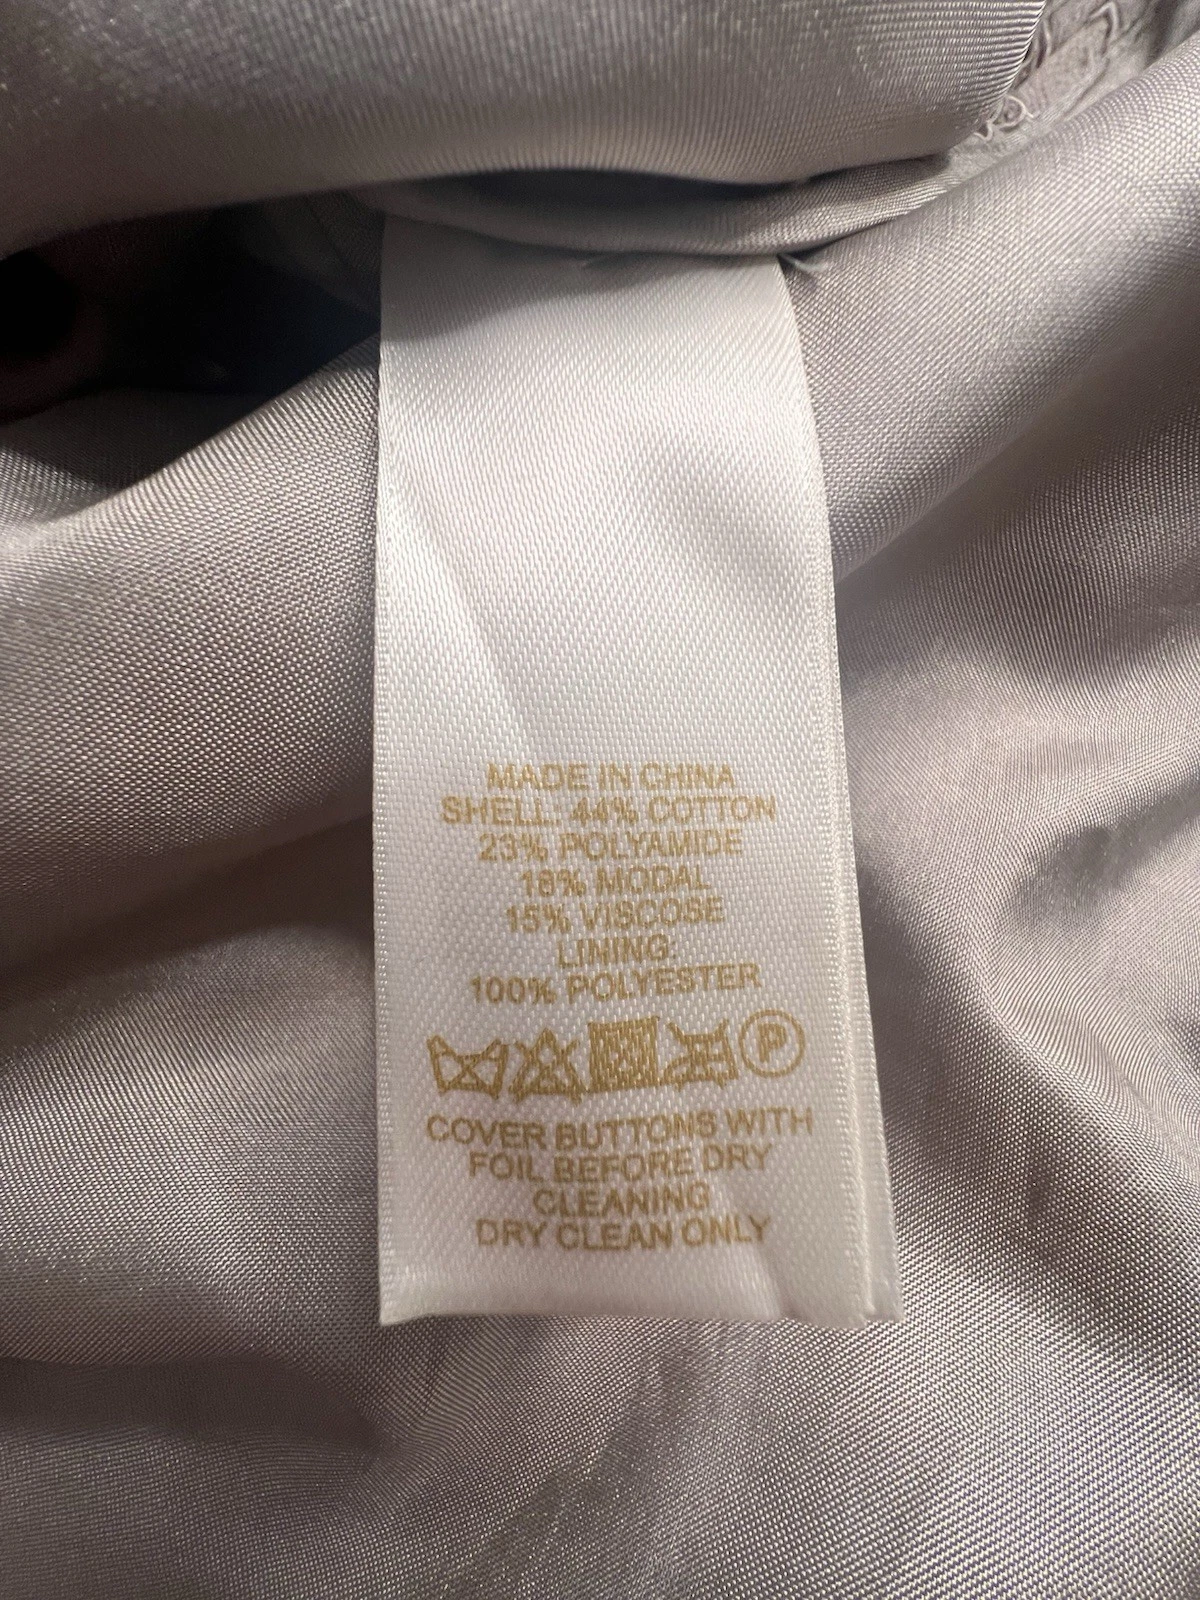 MADE IN CHINA
SHELL: 44% COTTON
23% POLYAMIDE
18% MODAL
15% VISCOSE
LINING:
100% POLYESTER
P
COVER BUTTONS WITH
FOIL BEFORE DRY
CLEANING
DRY CLEAN ONLY